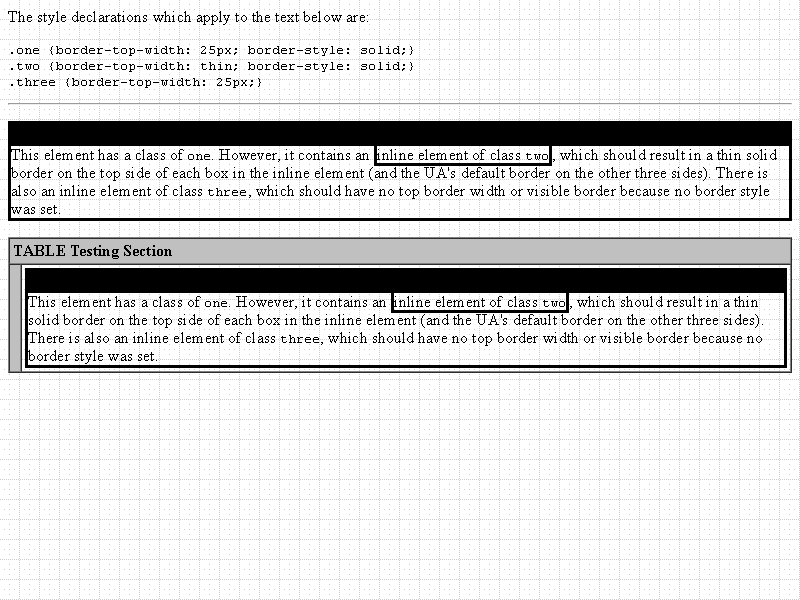 The style declarations which apply to the text below are:
.one {border-top-width: 25px; border-style: solid;}
.two {border-top-width: thin; border-style: solid;}
.three {border-top-width: 25px;}
This element has a class of one. However, it contains an inline element of class two, which should result in a thin solid
border on the top side of each box in the inline element (and the UA's default border on the other three sides). There is
also an inline element of class three, which should have no top border width or visible border because no border style
was set.
TABLE Testing Section
This element has a class of one. However, it contains an inline element of class two, which should result in a thin
solid border on the top side of each box in the inline element (and the UA's default border on the other three sides).
There is also an inline element of class three, which should have no top border width or visible border because no
border style was set.